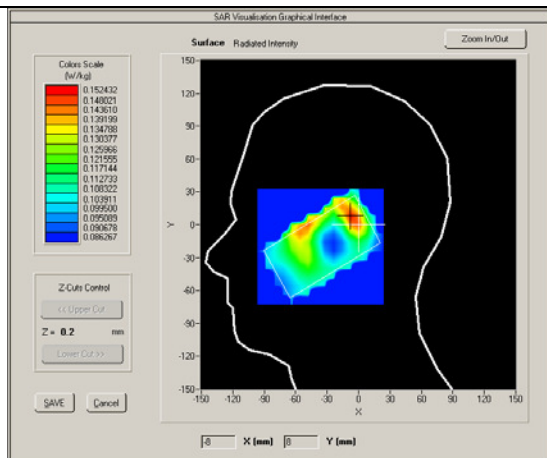 SAR Visualisation Graphical Interface
Surface Radiated Intensity
Zoom In/Out
Colors Scale
(W/kg)
0.152432
0.148021
0.143610
0.139199
0.134788
0.130377
0.125966
0.121555
0.117144
0.112733
0.108322
0.103911
0.099500
0.095089
0.090678
0.086267
Z-Cuts Control
<< Upper Cut
Z = 0.2 mm
Lower Cut >>
SAVE Cancel
150-
120-
90-
60-
30-
0-
-30-
-60-
-90-
-120-
-150-
Y
-150 -120 -90 -60 -30 0 30 60 90 120 150
X
-8 X (mm) 8 Y (mm)